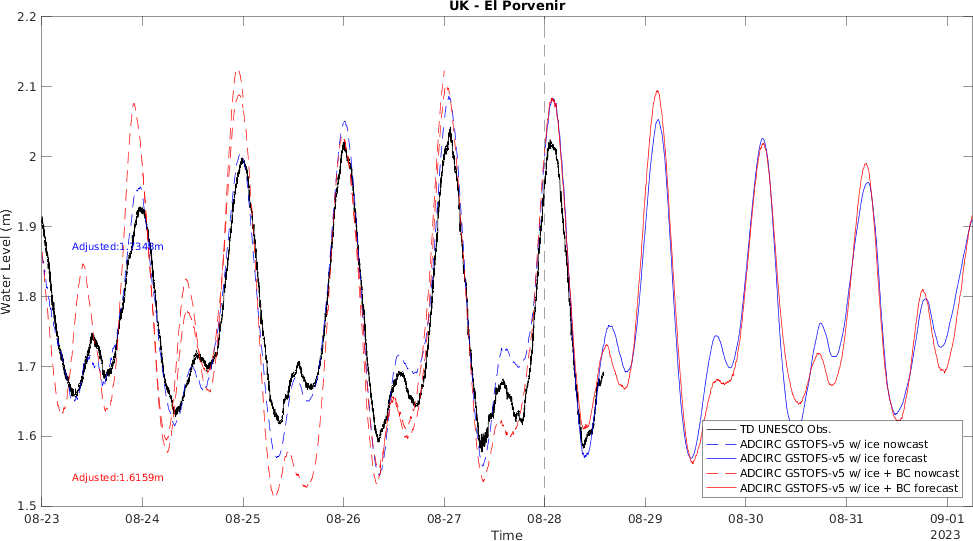 UK - El Porvenir
2.2
2.1
2
1.9
1.8
1.7
1.6
1.5
Water Level (m)
Adjusted:1.7348m
Adjusted:1.6159m
TD UNESCO Obs.
ADCIRC GSTOFS-v5 w/ ice nowcast
ADCIRC GSTOFS-v5 w/ ice forecast
ADCIRC GSTOFS-v5 w/ ice + BC nowcast
ADCIRC GSTOFS-v5 w/ ice + BC forecast
08-23 08-24 08-25 08-26 08-27 08-28 08-29 08-30 08-31 09-01
2023
Time